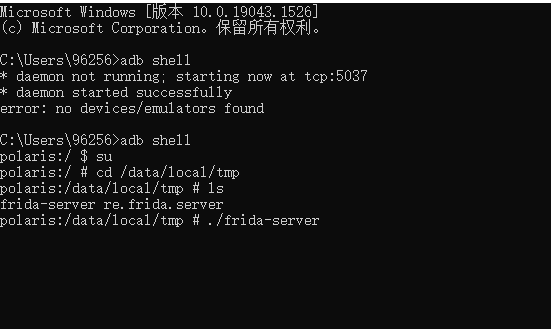 Microsoft Windows [版本 10.0.19043.1526]
(c) Microsoft Corporation。保留所有权利。
C:\Users\96256>adb shell
* daemon not running; starting now at tcp:5037
* daemon started successfully
error: no devices/emulators found
C:\Users\96256>adb shell
polaris:/ $ su
polaris:/ # cd /data/local/tmp
polaris:/data/local/tmp # ls
frida-server re.frida.server
polaris:/data/local/tmp # ./frida-server